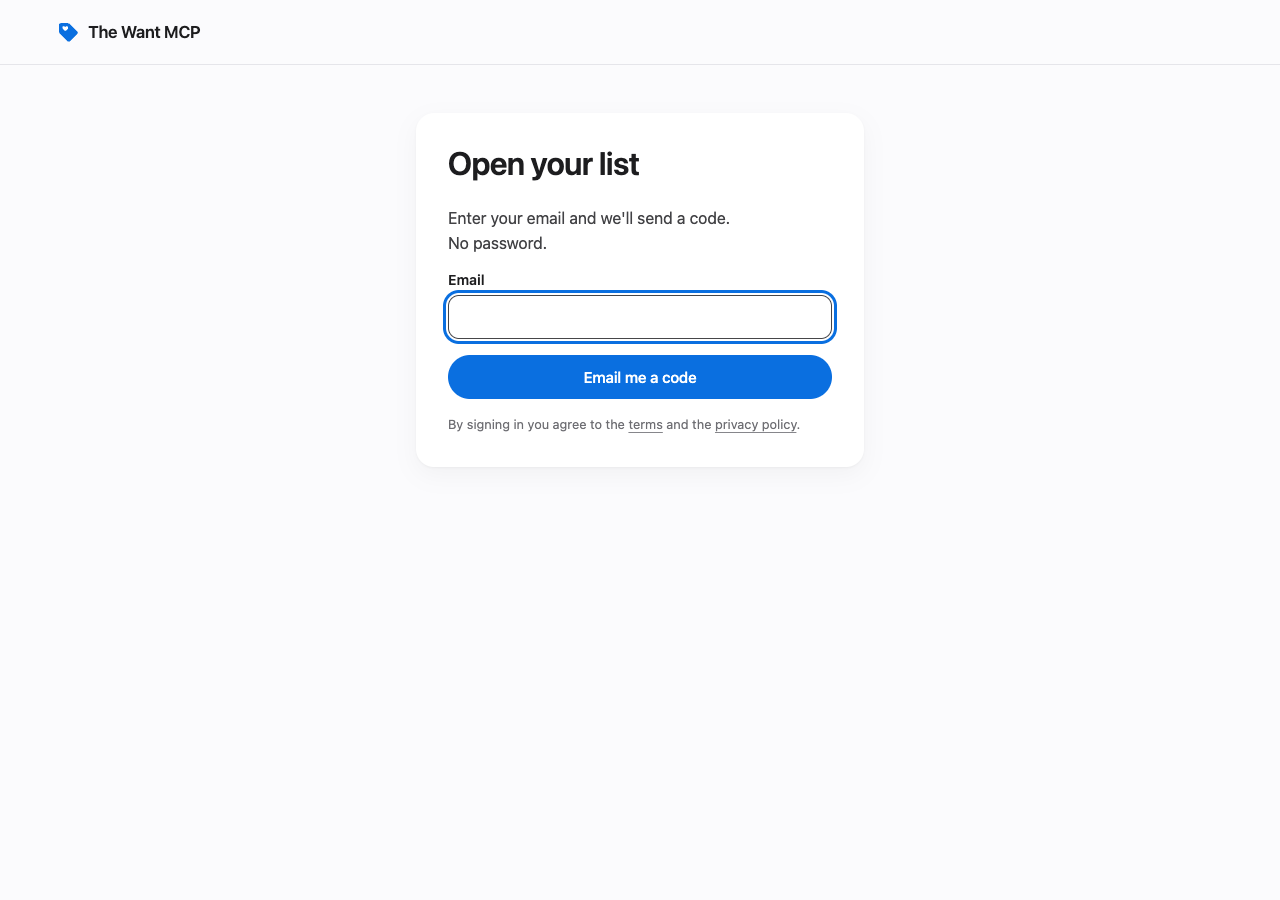 The Want MCP
Open your list
Enter your email and we'll send a code.
No password.
Email
Email me a code
By signing in you agree to the terms and the privacy policy.